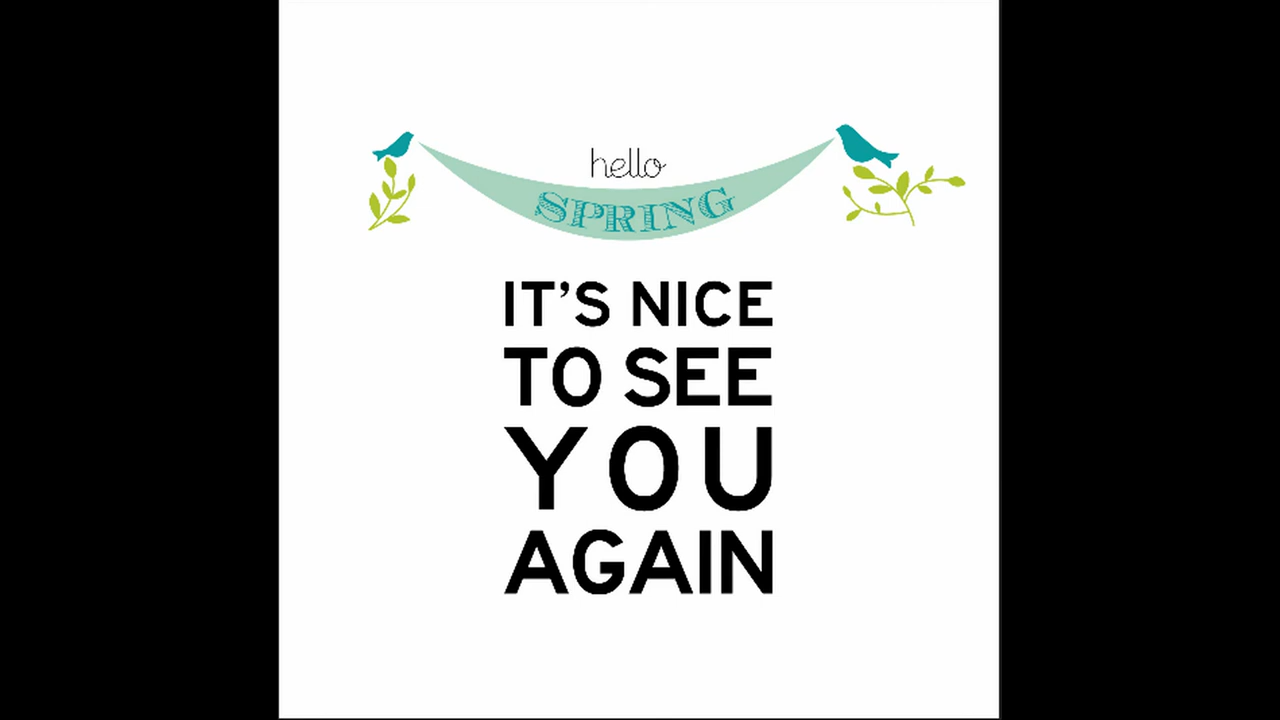 hello
SPRING
IT’S NICE
TO SEE
YOU
AGAIN